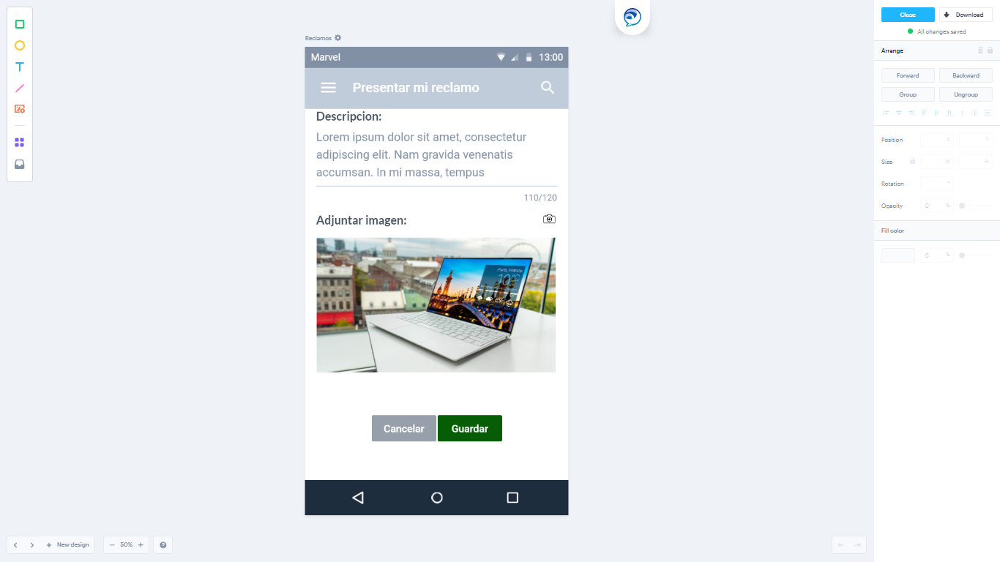 Close
Download
All changes saved
Reclamos
Arrange
Marvel
13:00
Forward
Backward
Presentar mi reclamo
Group
Ungroup
Descripcion:
Lorem ipsum dolor sit amet, consectetur
adipiscing elit. Nam gravida venenatis
accumsan. In mi massa, tempus
110/120
Position
X
Y
Size
W
H
Rotation
°
Opacity
0
%
Adjuntar imagen:
Fill color
0
%
Paris, France
10°C
Cancelar
Guardar
New design
50%